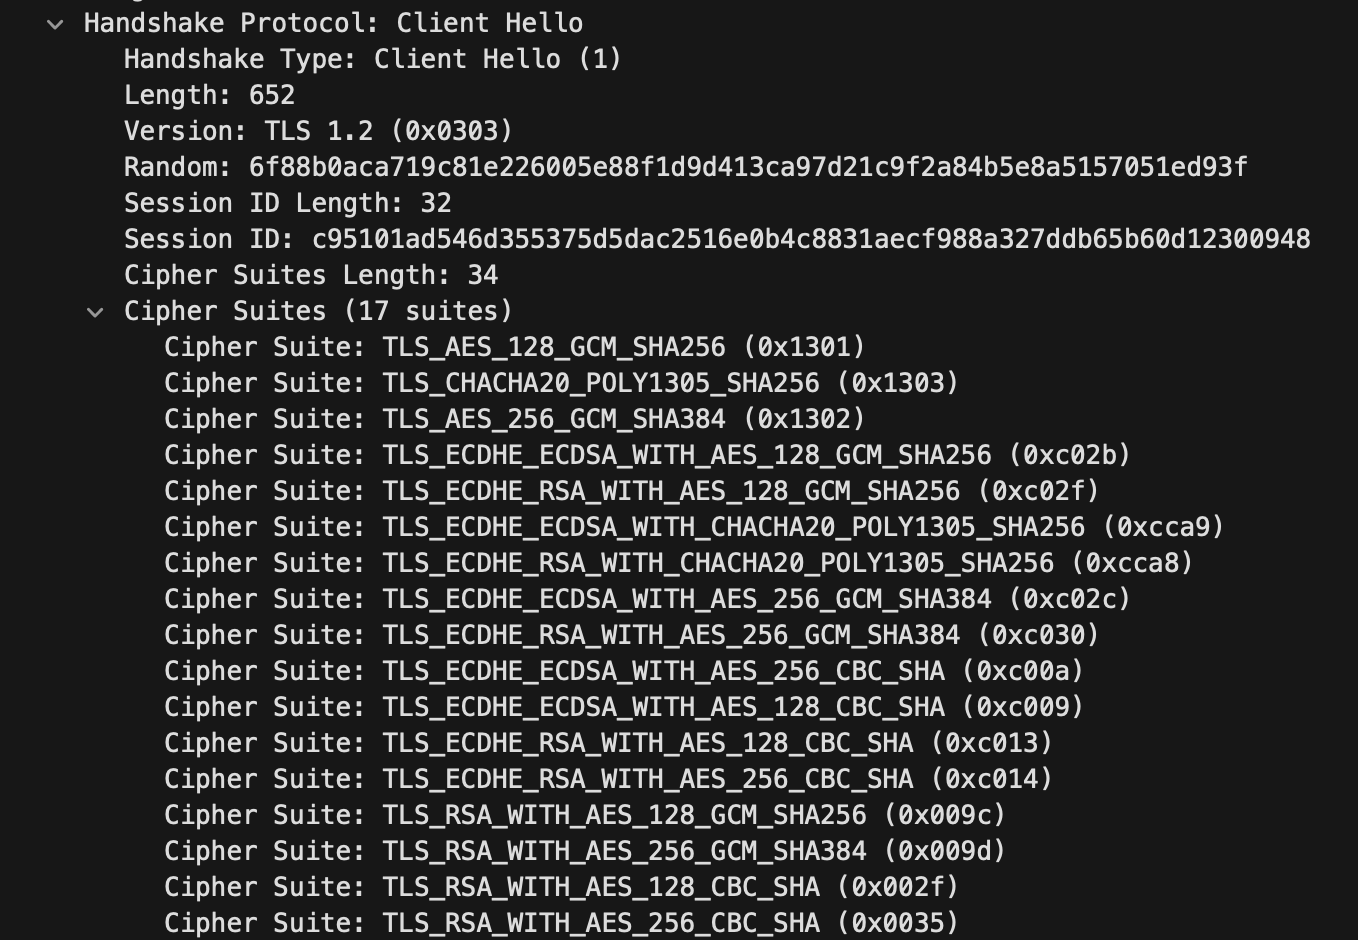 Handshake Protocol: Client Hello
Handshake Type: Client Hello (1)
Length: 652
Version: TLS 1.2 (0x0303)
Random: 6f88b0aca719c81e226005e88f1d9d413ca97d21c9f2a84b5e8a5157051ed93f
Session ID Length: 32
Session ID: c95101ad546d355375d5dac2516e0b4c8831aecf988a327ddb65b60d12300948
Cipher Suites Length: 34
Cipher Suites (17 suites)
Cipher Suite: TLS_AES_128_GCM_SHA256 (0x1301)
Cipher Suite: TLS_CHACHA20_POLY1305_SHA256 (0x1303)
Cipher Suite: TLS_AES_256_GCM_SHA384 (0x1302)
Cipher Suite: TLS_ECDHE_ECDSA_WITH_AES_128_GCM_SHA256 (0xc02b)
Cipher Suite: TLS_ECDHE_RSA_WITH_AES_128_GCM_SHA256 (0xc02f)
Cipher Suite: TLS_ECDHE_ECDSA_WITH_CHACHA20_POLY1305_SHA256 (0xcca9)
Cipher Suite: TLS_ECDHE_RSA_WITH_CHACHA20_POLY1305_SHA256 (0xcca8)
Cipher Suite: TLS_ECDHE_ECDSA_WITH_AES_256_GCM_SHA384 (0xc02c)
Cipher Suite: TLS_ECDHE_RSA_WITH_AES_256_GCM_SHA384 (0xc030)
Cipher Suite: TLS_ECDHE_ECDSA_WITH_AES_256_CBC_SHA (0xc00a)
Cipher Suite: TLS_ECDHE_ECDSA_WITH_AES_128_CBC_SHA (0xc009)
Cipher Suite: TLS_ECDHE_RSA_WITH_AES_128_CBC_SHA (0xc013)
Cipher Suite: TLS_ECDHE_RSA_WITH_AES_256_CBC_SHA (0xc014)
Cipher Suite: TLS_RSA_WITH_AES_128_GCM_SHA256 (0x009c)
Cipher Suite: TLS_RSA_WITH_AES_256_GCM_SHA384 (0x009d)
Cipher Suite: TLS_RSA_WITH_AES_128_CBC_SHA (0x002f)
Cipher Suite: TLS_RSA_WITH_AES_256_CBC_SHA (0x0035)